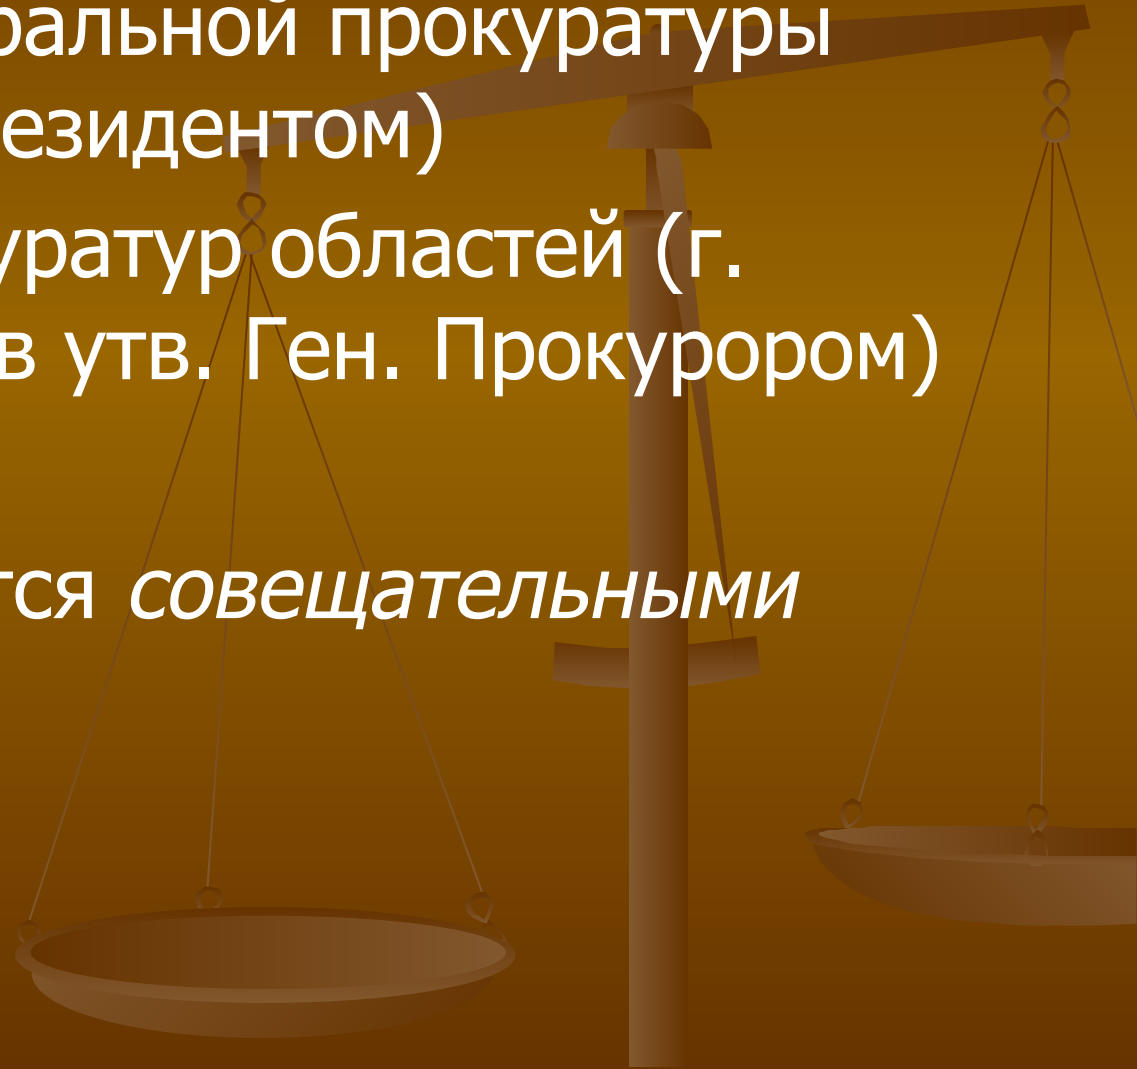 ральной прокуратуры
езидентом)
уратур областей (г.
в утв. Ген. Прокурором)
тся совещательными